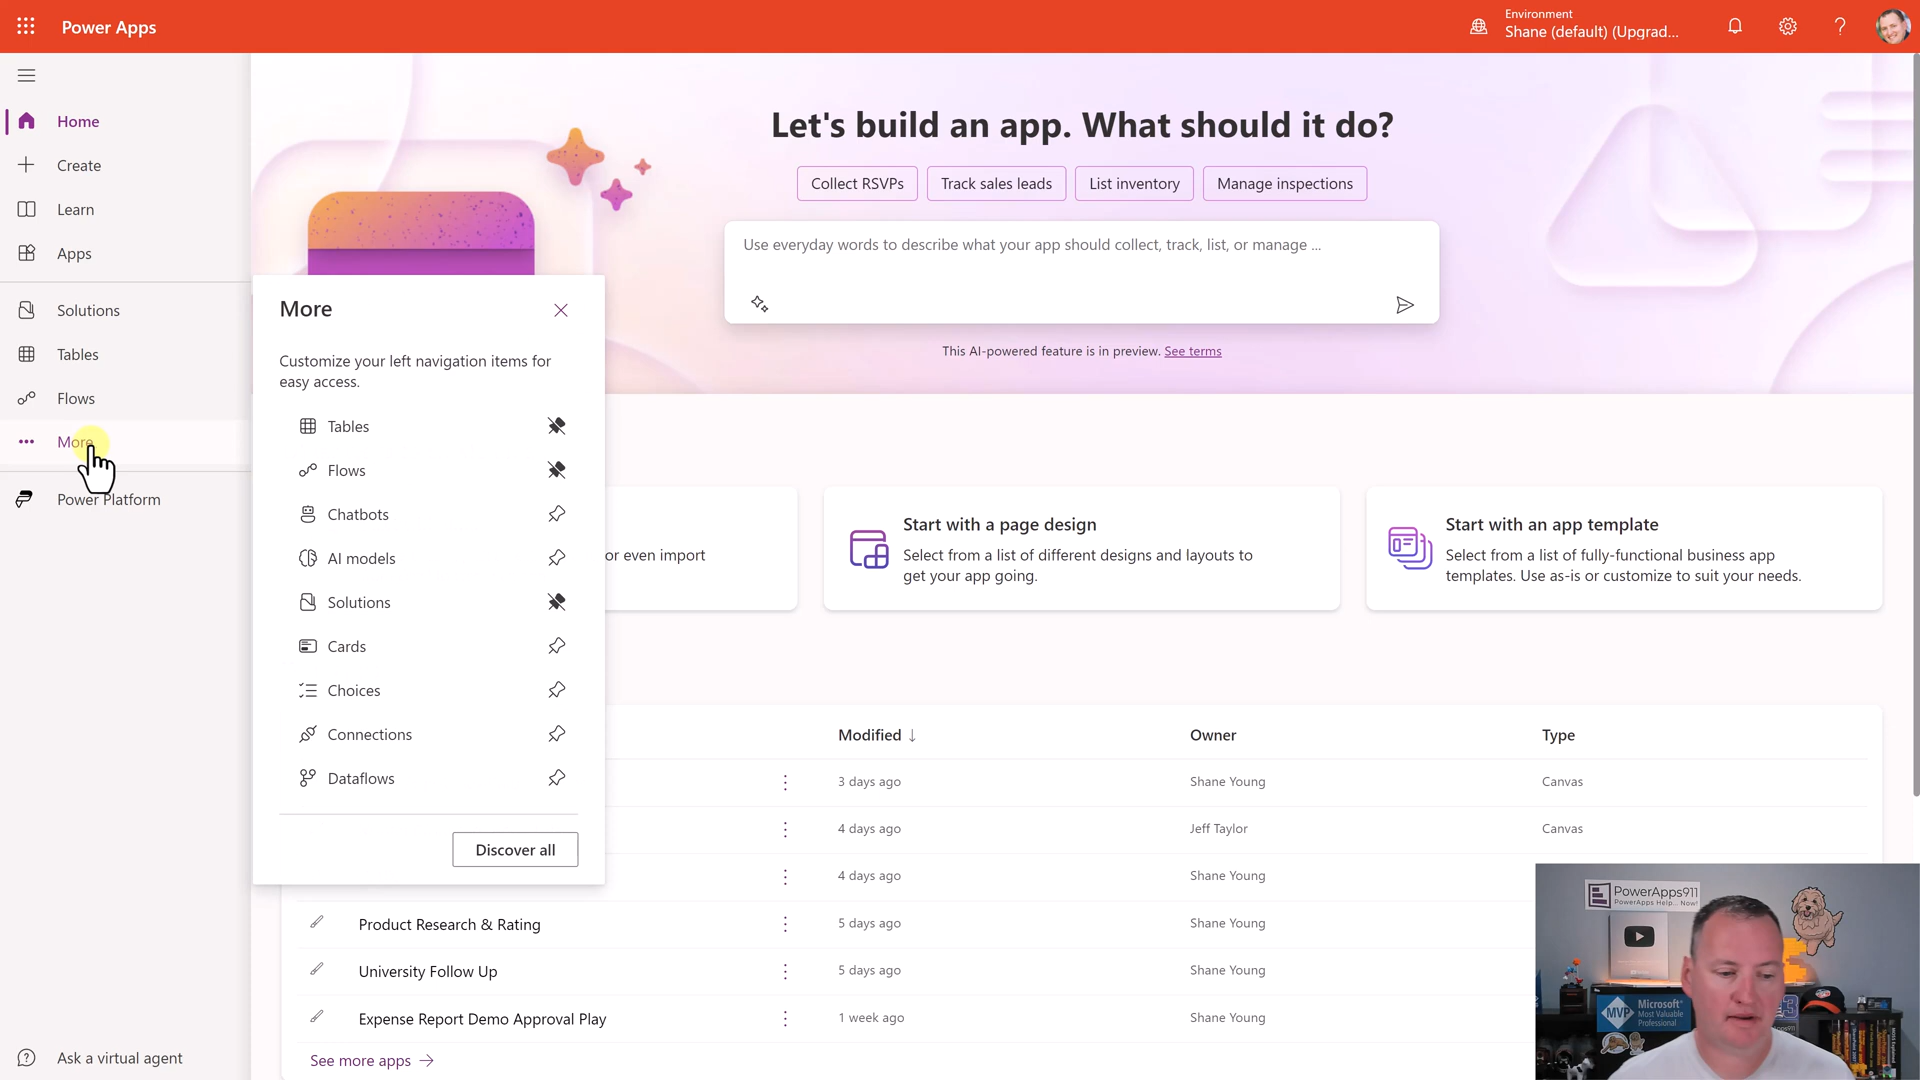 Power Apps
Environment
Shane (default) (Upgrad...
Home
Create
Learn
Apps
Solutions
Tables
Flows
More
Power Platform
Ask a virtual agent
Let's build an app. What should it do?
Collect RSVPs
Track sales leads
List inventory
Manage inspections
Use everyday words to describe what your app should collect, track, list, or manage ...
This AI-powered feature is in preview. See terms
More
Customize your left navigation items for
easy access.
Tables
Flows
Chatbots
AI models
Solutions
Cards
Choices
Connections
Dataflows
Discover all
or even import
Start with a page design
Select from a list of different designs and layouts to
get your app going.
Start with an app template
Select from a list of fully-functional business app
templates. Use as-is or customize to suit your needs.
Modified ↓ Owner Type
3 days ago Shane Young Canvas
4 days ago Jeff Taylor Canvas
4 days ago Shane Young
Product Research & Rating 5 days ago Shane Young
University Follow Up 5 days ago Shane Young
Expense Report Demo Approval Play 1 week ago Shane Young
See more apps →
PowerApps911
PowerApps Help... Now!
Microsoft®
MVP Most Valuable
Professional